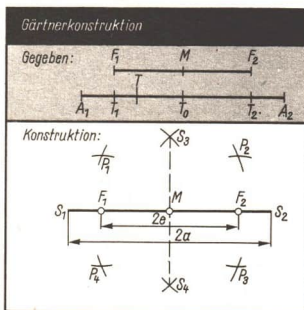 Gärtnerkonstruktion
Gegeben:
F₁ M F₂
T
A₁ T₁ T₀ T₂ A₂
Konstruktion:
S₃
P₁ P₂
F₁ M F₂
S₁ S₂
2e
2a
P₄ P₃
S₄